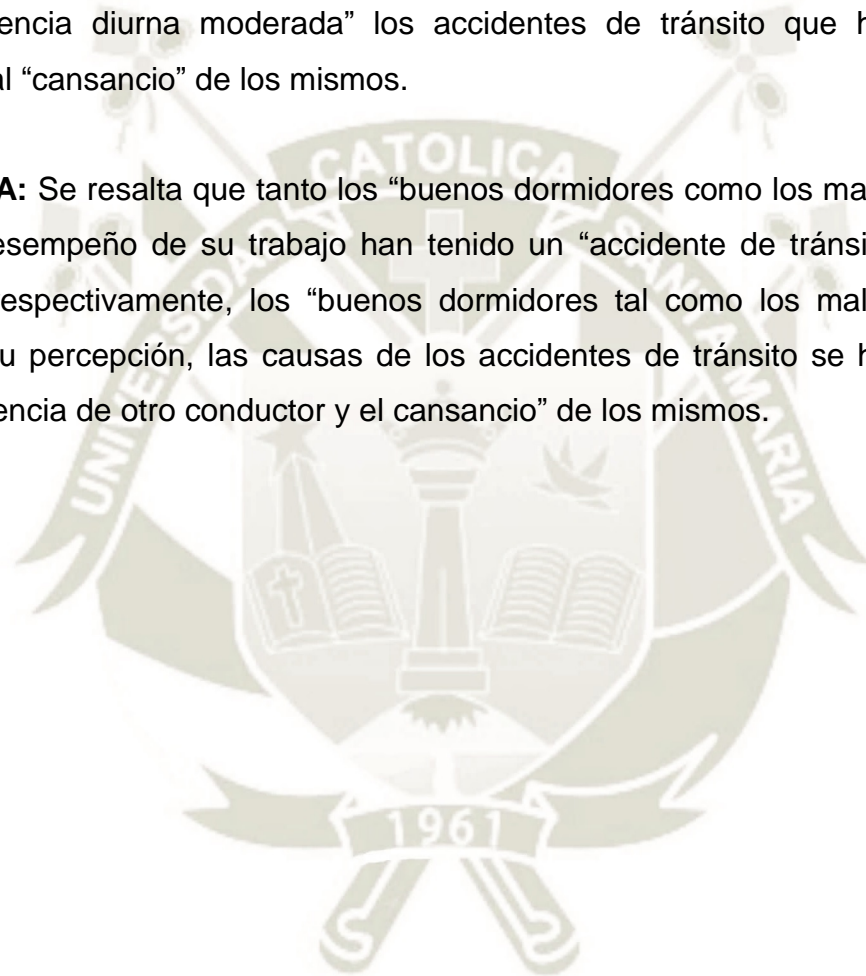 encia diurna moderada” los accidentes de tránsito que h
al “cansancio” de los mismos.
A: Se resalta que tanto los “buenos dormidores como los ma
esempeño de su trabajo han tenido un “accidente de tránsi
espectivamente, los “buenos dormidores tal como los mal
u percepción, las causas de los accidentes de tránsito se h
encia de otro conductor y el cansancio” de los mismos.
UNIVERSIDAD CATOLICA SANTA MARIA
1961